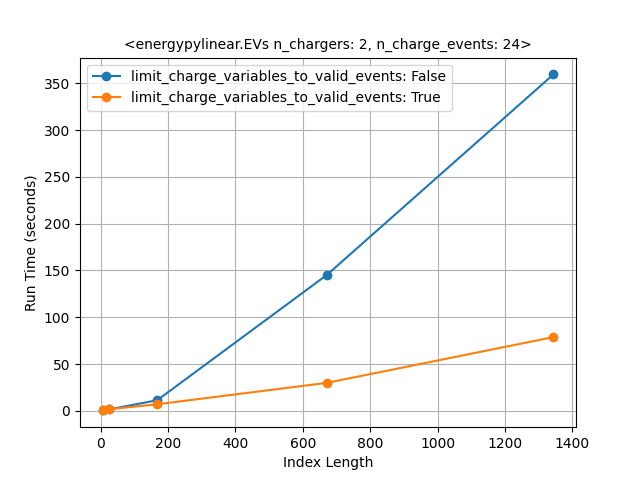 <energypylinear.EVs n_chargers: 2, n_charge_events: 24>
limit_charge_variables_to_valid_events: False
limit_charge_variables_to_valid_events: True
350
300
250
200
150
100
50
0
Run Time (seconds)
0 200 400 600 800 1000 1200 1400
Index Length